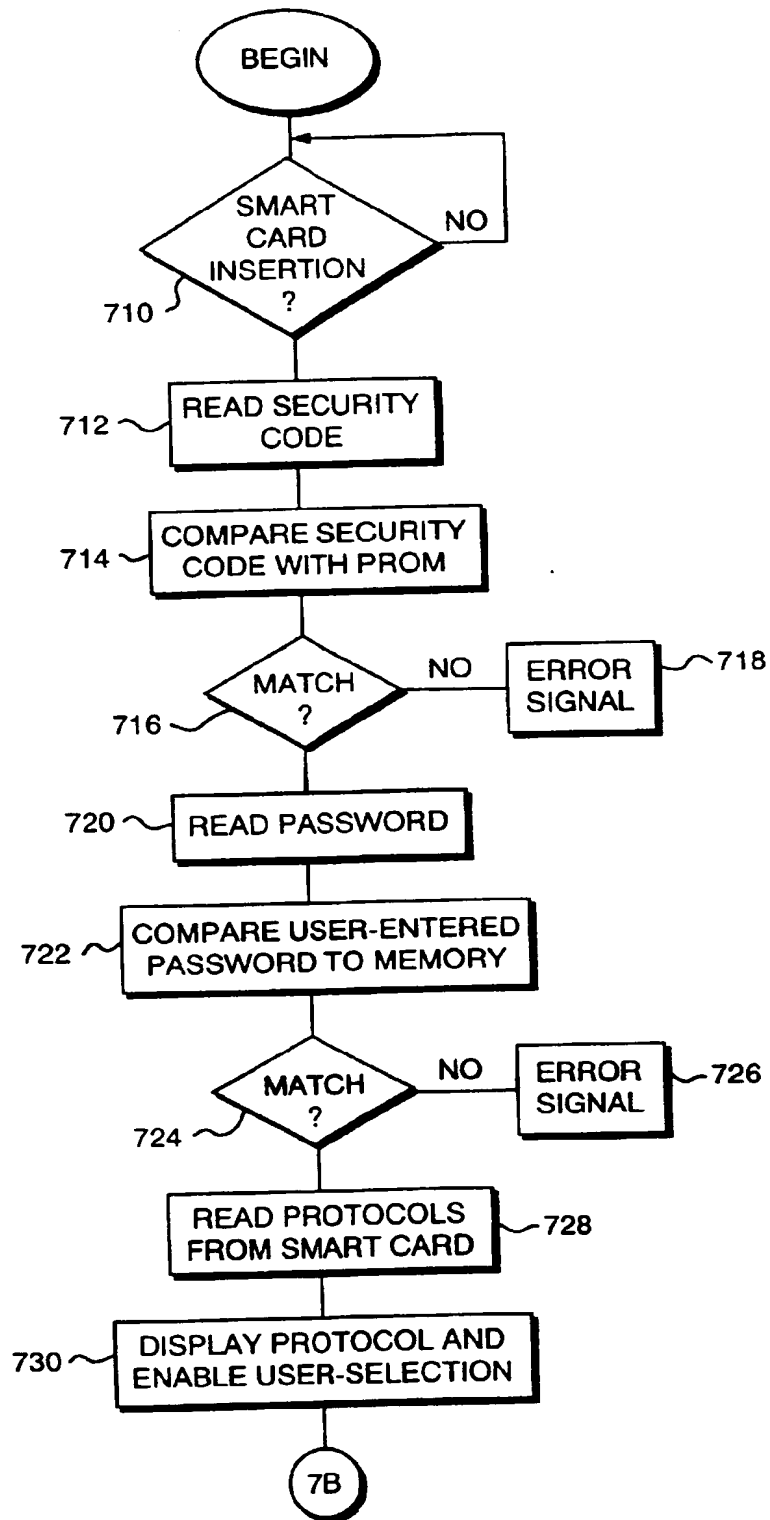 BEGIN
SMART
CARD
INSERTION
?
NO
710
READ SECURITY
CODE
712
COMPARE SECURITY
CODE WITH PROM
714
MATCH
?
NO
716
ERROR
SIGNAL
718
READ PASSWORD
720
COMPARE USER-ENTERED
PASSWORD TO MEMORY
722
MATCH
?
NO
724
ERROR
SIGNAL
726
READ PROTOCOLS
FROM SMART CARD
728
DISPLAY PROTOCOL AND
ENABLE USER-SELECTION
730
7B